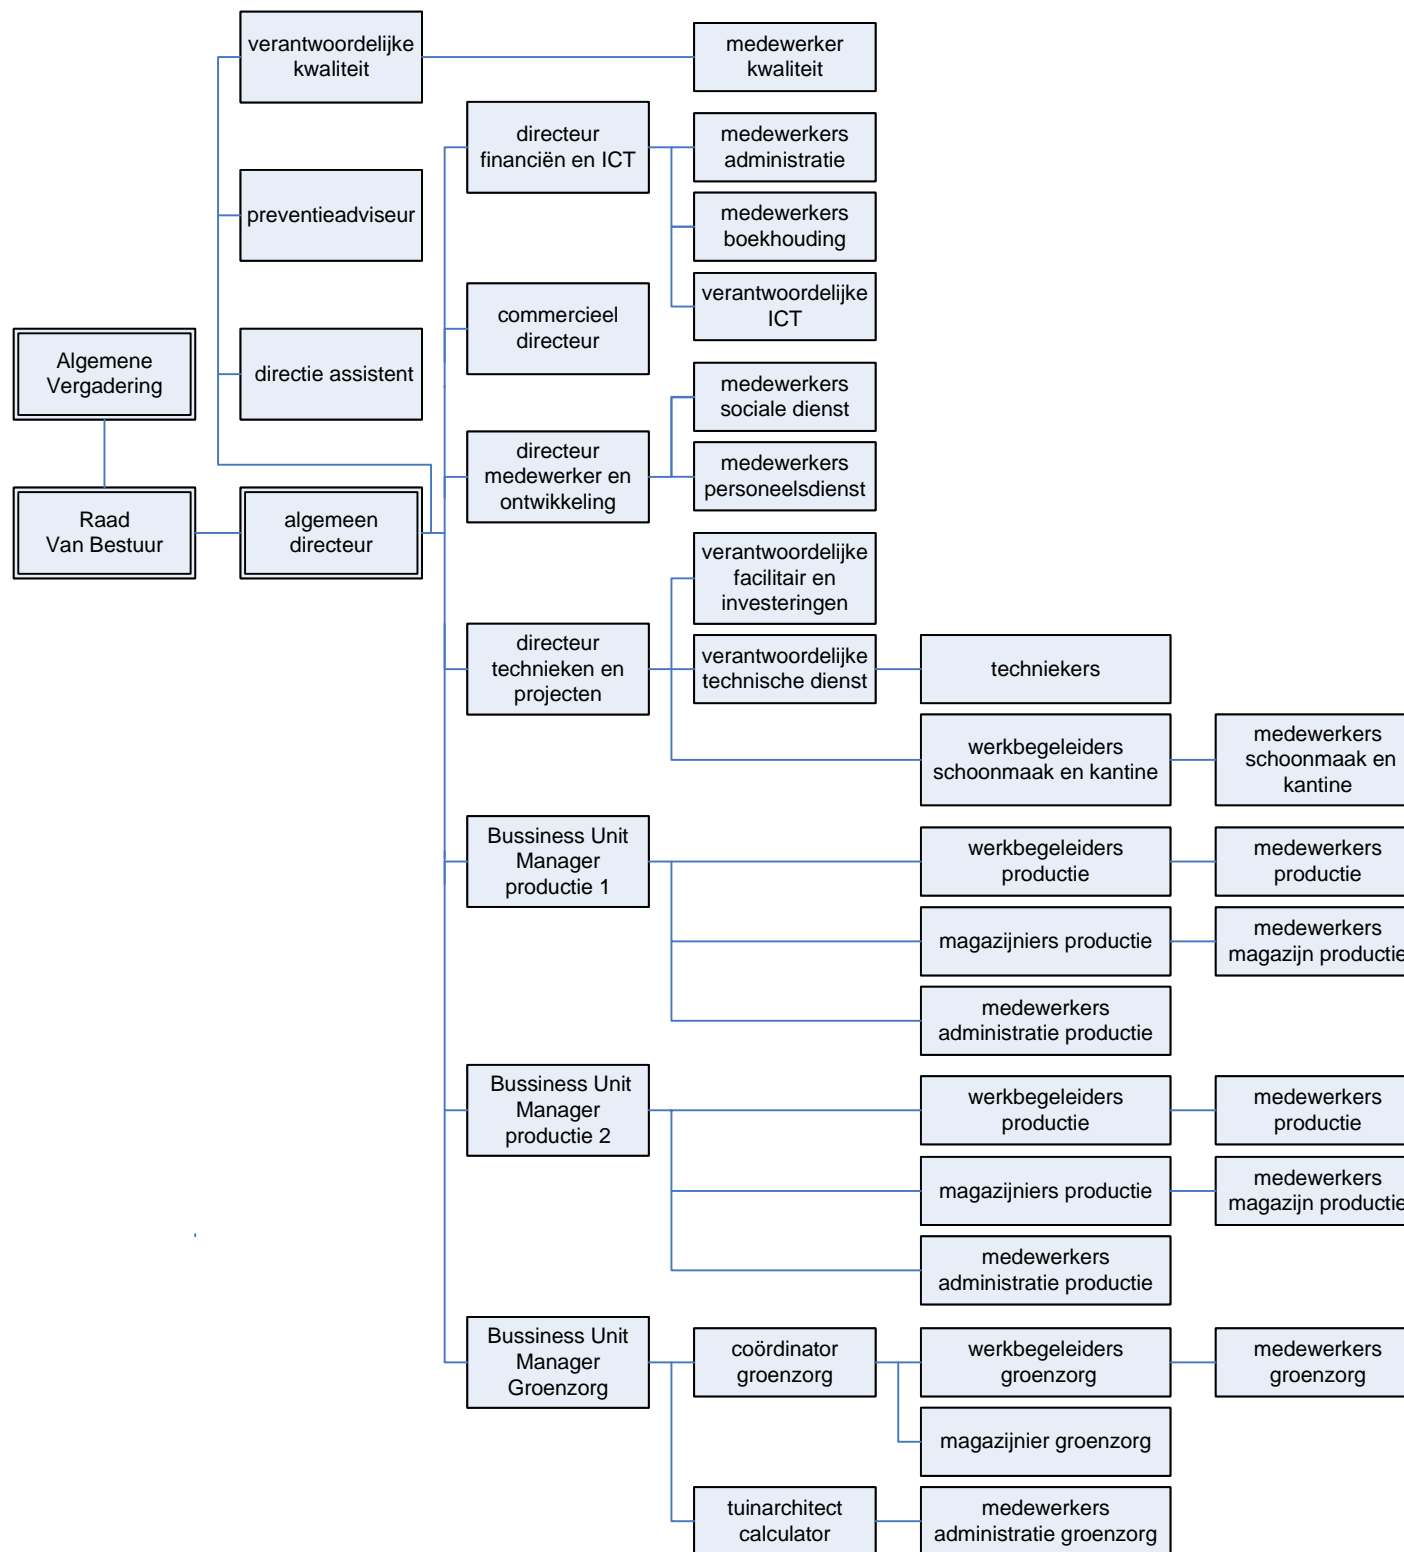 verantwoordelijke
kwaliteit
medewerker
kwaliteit
directeur
financiën en ICT
medewerkers
administratie
preventieadviseur
medewerkers
boekhouding
verantwoordelijke
ICT
commercieel
directeur
Algemene
Vergadering
directie assistent
medewerkers
sociale dienst
directeur
medewerker en
ontwikkeling
medewerkers
personeelsdienst
Raad
Van Bestuur
algemeen
directeur
verantwoordelijke
facilitair en
investeringen
directeur
technieken en
projecten
verantwoordelijke
technische dienst
techniekers
werkbegeleiders
schoonmaak en kantine
medewerkers
schoonmaak en
kantine
Bussiness Unit
Manager
productie 1
werkbegeleiders
productie
medewerkers
productie
magazijniers productie
medewerkers
magazijn productie
medewerkers
administratie productie
Bussiness Unit
Manager
productie 2
werkbegeleiders
productie
medewerkers
productie
magazijniers productie
medewerkers
magazijn productie
medewerkers
administratie productie
Bussiness Unit
Manager
Groenzorg
coördinator
groenzorg
werkbegeleiders
groenzorg
medewerkers
groenzorg
magazijnier groenzorg
tuinarchitect
calculator
medewerkers
administratie groenzorg